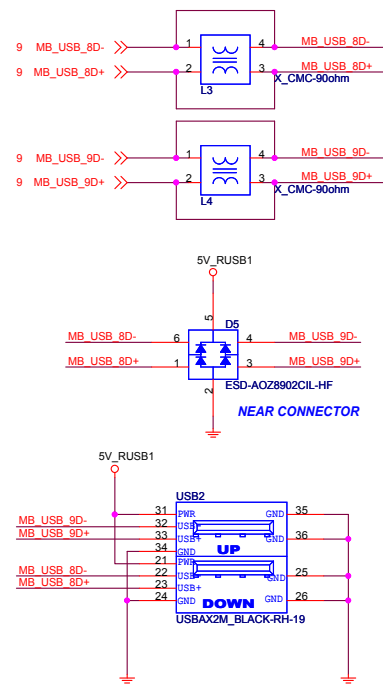 9 MB_USB_8D- 1 4 MB_USB_8D-
9 MB_USB_8D+ 2 3 MB_USB_8D+
L3 X_CMC-90ohm
9 MB_USB_9D- 1 4 MB_USB_9D-
9 MB_USB_9D+ 2 3 MB_USB_9D+
L4 X_CMC-90ohm
5V_RUSB1
5 D5
MB_USB_8D- 6 4 MB_USB_9D-
MB_USB_8D+ 1 3 MB_USB_9D+
2 ESD-AOZ8902CIL-HF
NEAR CONNECTOR
5V_RUSB1
USB2
31 PWR GND 35
MB_USB_9D- 32 USB-
MB_USB_9D+ 33 USB+ GND 36
34 GND UP
21 PWR
MB_USB_8D- 22 USB- GND 25
MB_USB_8D+ 23 USB+
24 GND DOWN GND 26
USBAX2M_BLACK-RH-19